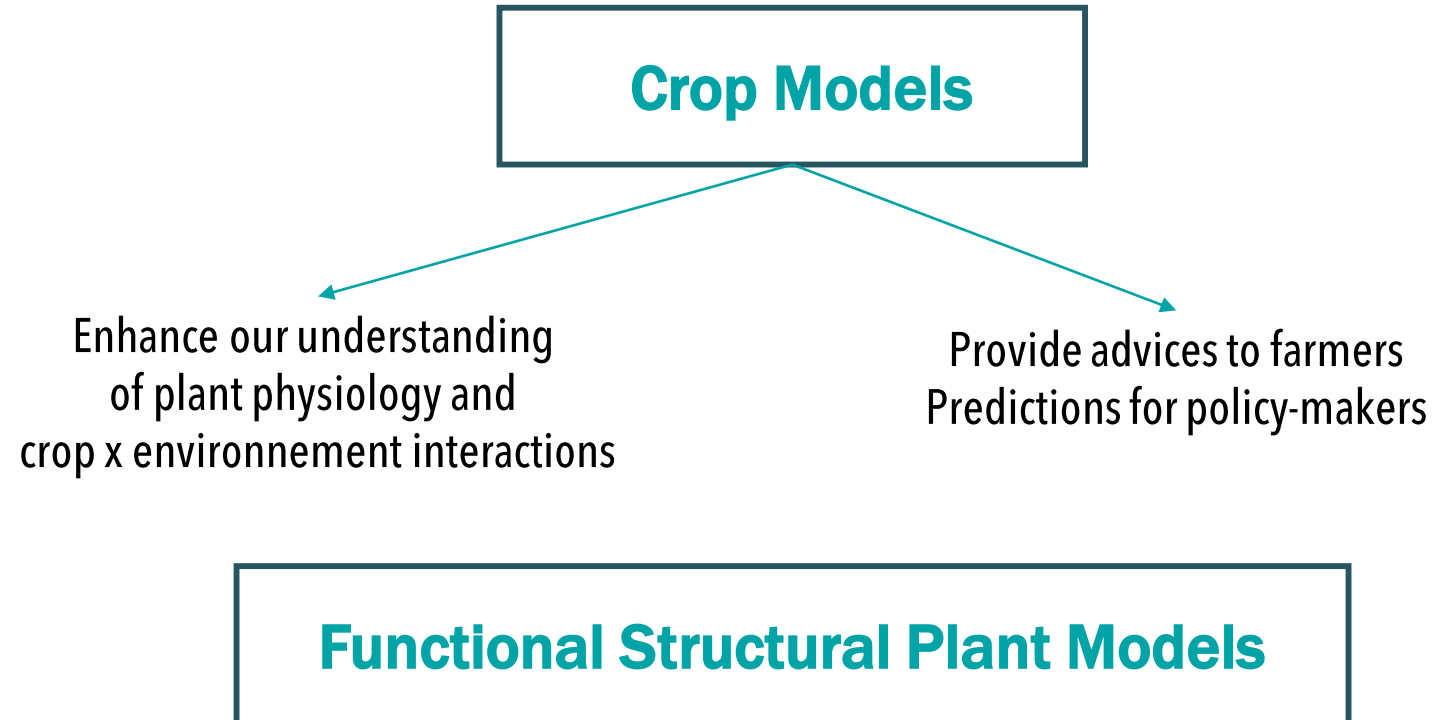 Crop Models
Enhance our understanding
of plant physiology and
crop x environnement interactions
Provide advices to farmers
Predictions for policy-makers
Functional Structural Plant Models